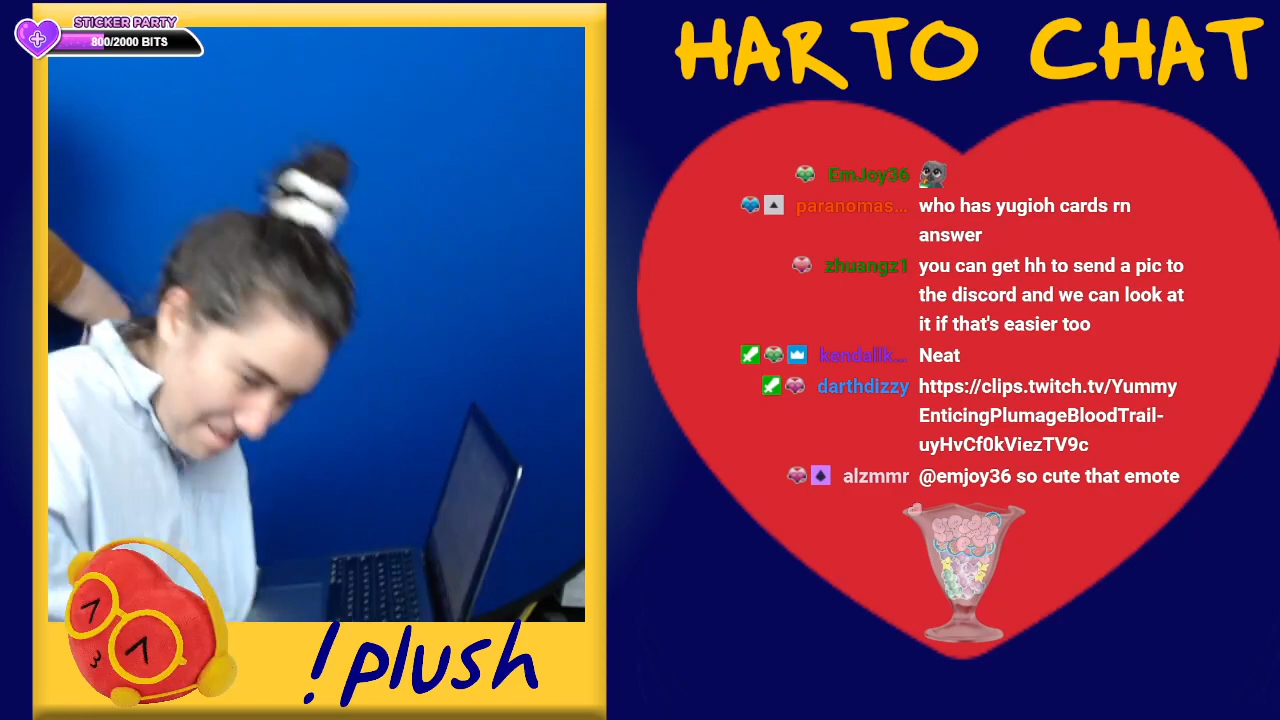 STICKER PARTY
800/2000 BITS
HARTO CHAT
EmJoy36
paranomas... who has yugioh cards rn
answer
zhuangz1 you can get hh to send a pic to
the discord and we can look at
it if that's easier too
kendallk... Neat
darthdizzy https://clips.twitch.tv/Yummy
EnticingPlumageBloodTrail-
uyHvCf0kViezTV9c
alzmmr @emjoy36 so cute that emote
!plush